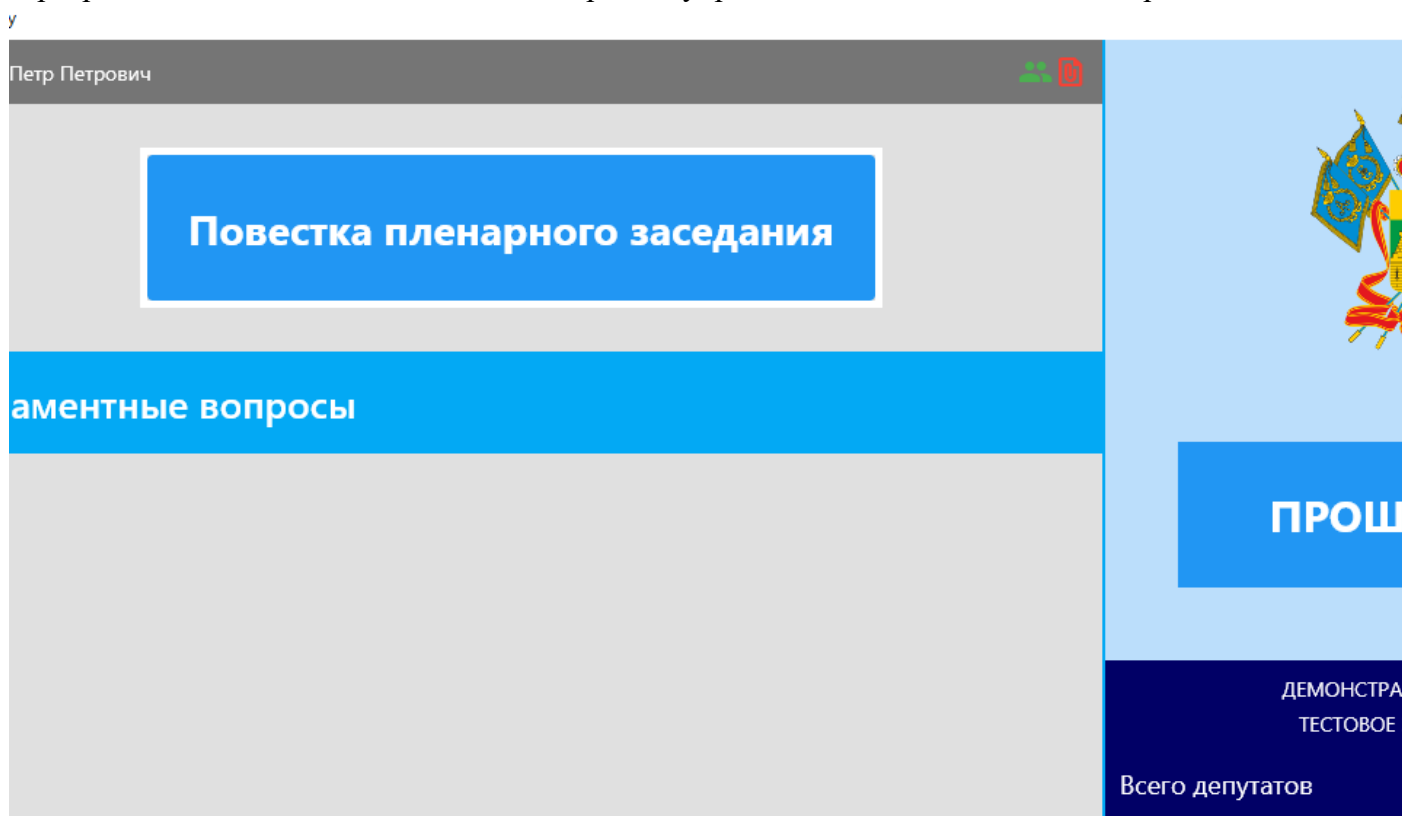 у
Петр Петрович
Повестка пленарного заседания
аментные вопросы
ПРОШ
ДЕМОНСТРА
ТЕСТОВОЕ
Всего депутатов